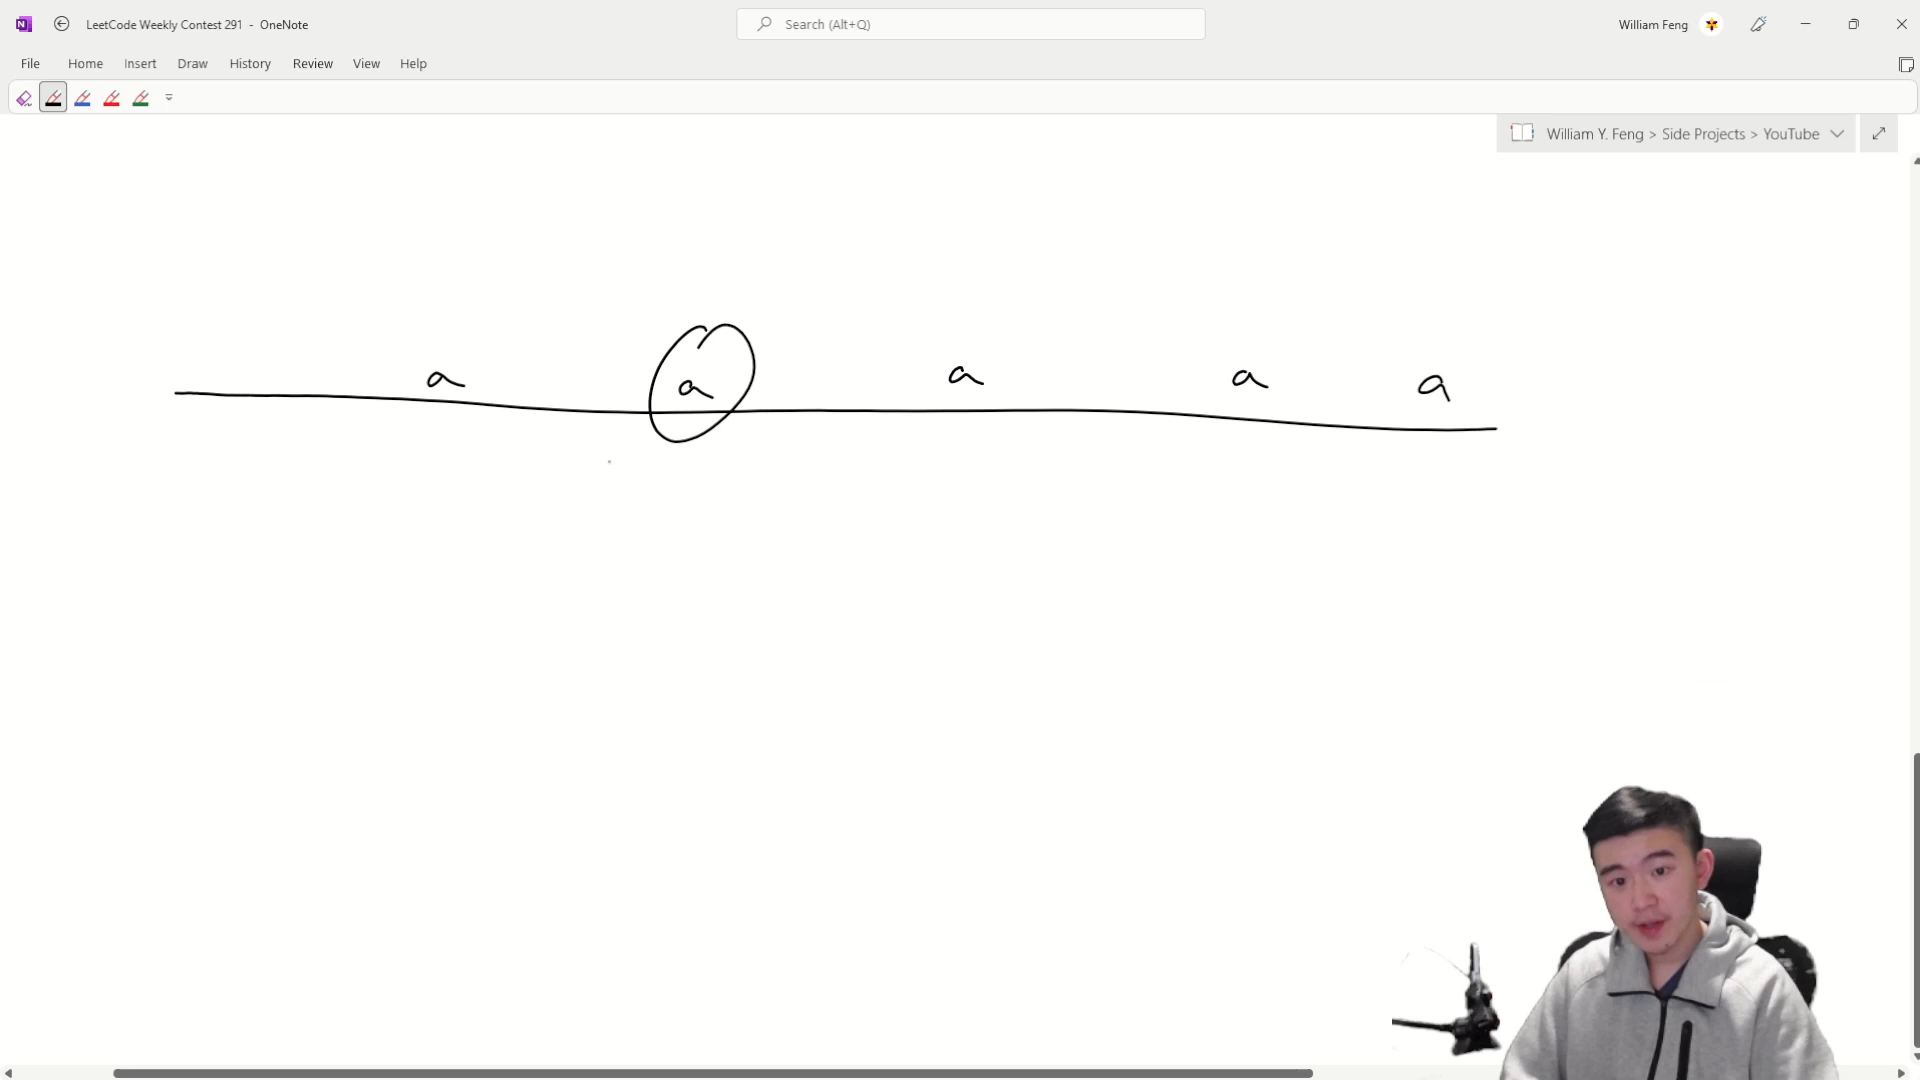 LeetCode Weekly Contest 291 - OneNote
Search (Alt+Q)
William Feng
File Home Insert Draw History Review View Help
William Y. Feng > Side Projects > YouTube
a a a a a